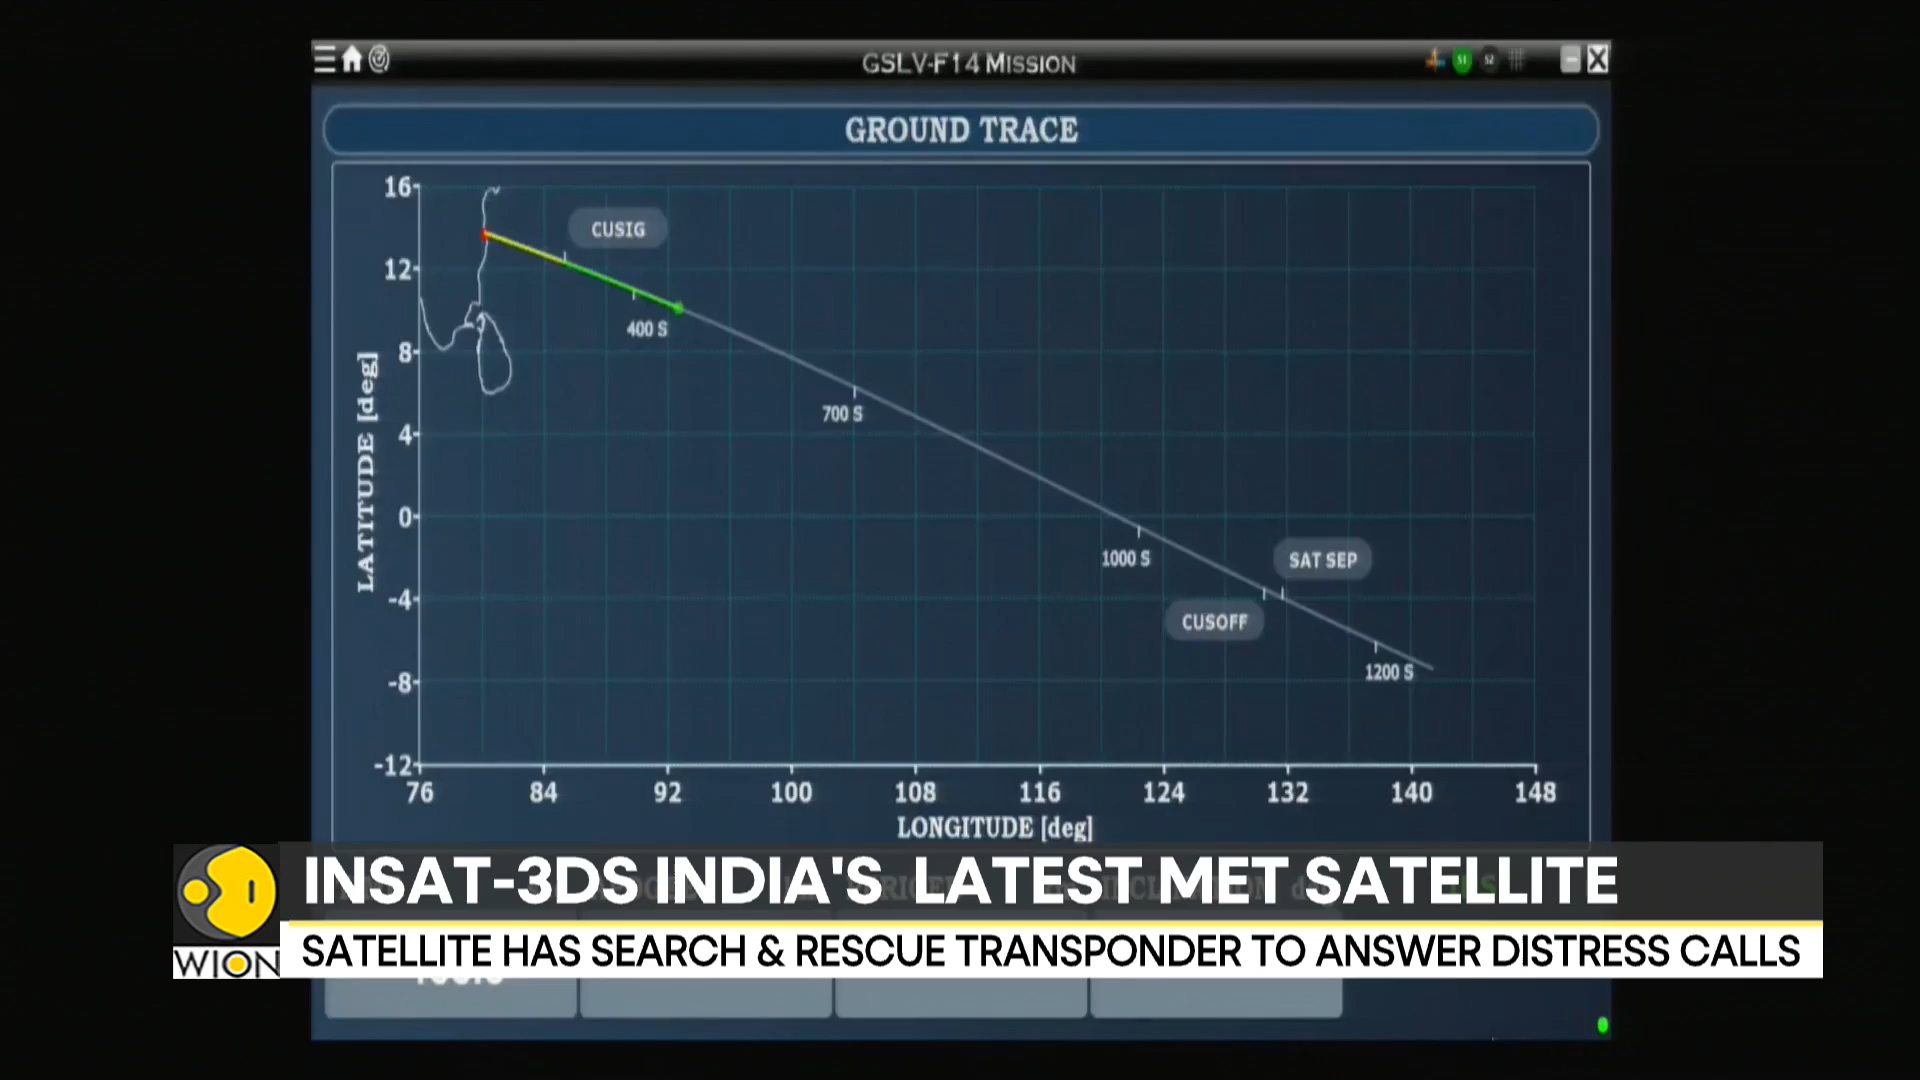 GSLV-F14 MISSION
S1
S2
GROUND TRACE
16
12
8
4
0
-4
-8
-12
LATITUDE [deg]
CUSIG
400 S
700 S
1000 S
SAT SEP
CUSOFF
1200 S
76 84 92 100 108 116 124 132 140 148
LONGITUDE [deg]
INSAT-3DS INDIA'S LATEST MET SATELLITE
SATELLITE HAS SEARCH & RESCUE TRANSPONDER TO ANSWER DISTRESS CALLS
WION